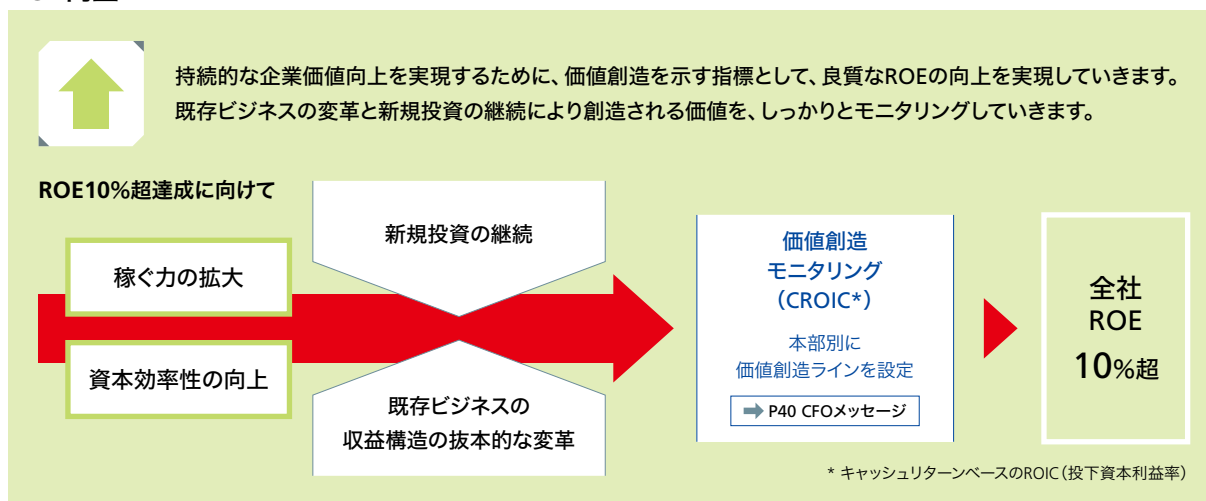 持続的な企業価値向上を実現するために、価値創造を示す指標として、良質なROEの向上を実現していきます。
既存ビジネスの変革と新規投資の継続により創造される価値を、しっかりとモニタリングしていきます。
ROE10%超達成に向けて
稼ぐ力の拡大
資本効率性の向上
新規投資の継続
既存ビジネスの
収益構造の抜本的な変革
価値創造
モニタリング
（CROIC*）
本部別に
価値創造ラインを設定
➡ P40 CFOメッセージ
全社
ROE
10%超
* キャッシュリターンベースのROIC（投下資本利益率）